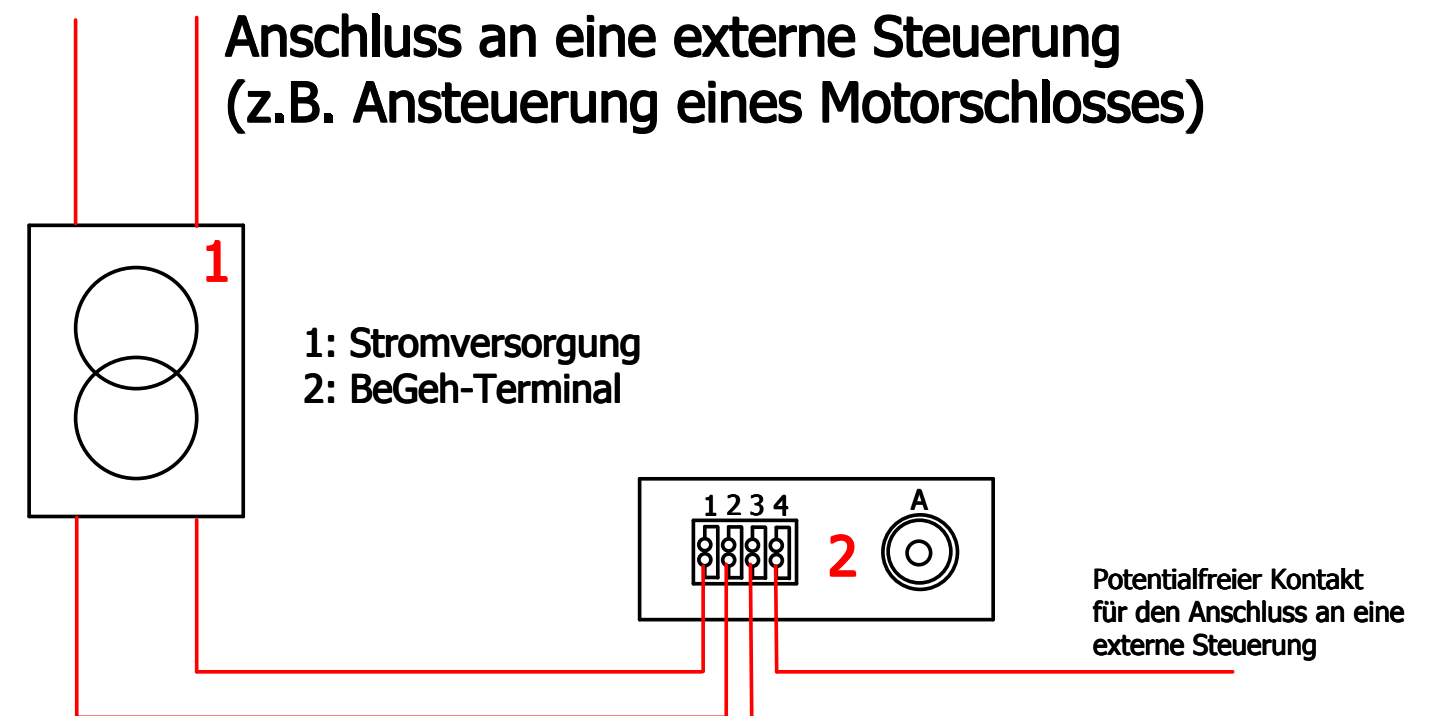 Anschluss an eine externe Steuerung
(z.B. Ansteuerung eines Motorschlosses)
1
1: Stromversorgung
2: BeGeh-Terminal
1 2 3 4
A
2
Potentialfreier Kontakt
für den Anschluss an eine
externe Steuerung